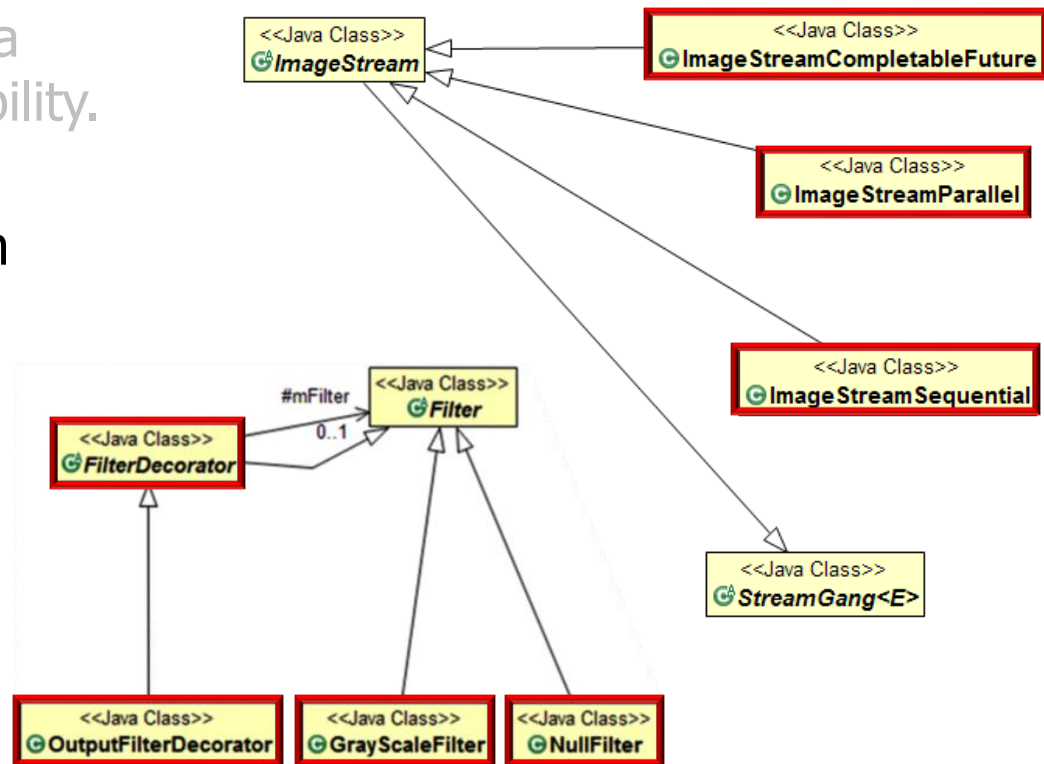 a
bility.
n
<<Java Class>>
ImageStream
<<Java Class>>
ImageStreamCompletableFuture
<<Java Class>>
ImageStreamParallel
<<Java Class>>
ImageStreamSequential
#mFilter
0..1
<<Java Class>>
Filter
<<Java Class>>
FilterDecorator
<<Java Class>>
StreamGang<E>
<<Java Class>>
OutputFilterDecorator
<<Java Class>>
GrayScaleFilter
<<Java Class>>
NullFilter